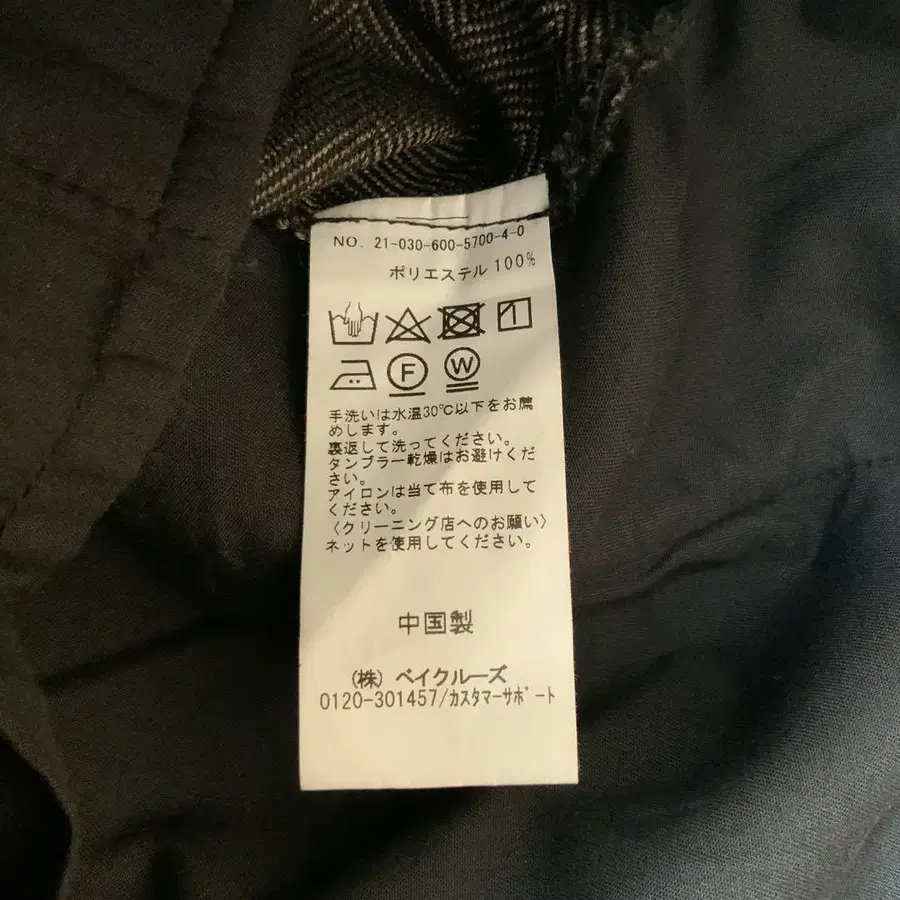 NO. 21-030-600-5700-4-0
ポリエステル 100%
F W
手洗いは水温30℃以下をお薦
めします。
裏返して洗ってください。
タンブラー乾燥はお避けくだ
さい。
アイロンは当て布を使用して
ください。
〈クリーニング店へのお願い〉
ネットを使用してください。
中国製
(株) ベイクルーズ
0120-301457/カスタマーサポート